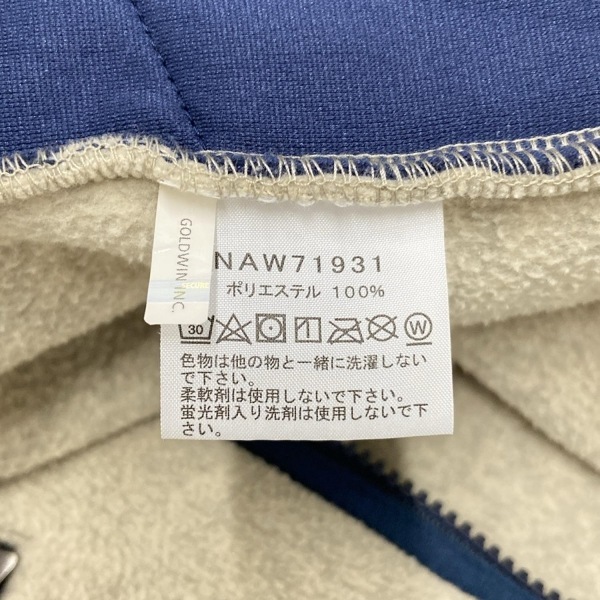 GOLDWIN INC.
SECURE
NAW71931
ポリエステル 100%
30
W
色物は他の物と一緒に洗濯しない
で下さい。
柔軟剤は使用しないで下さい。
蛍光剤入り洗剤は使用しないで
下さい。